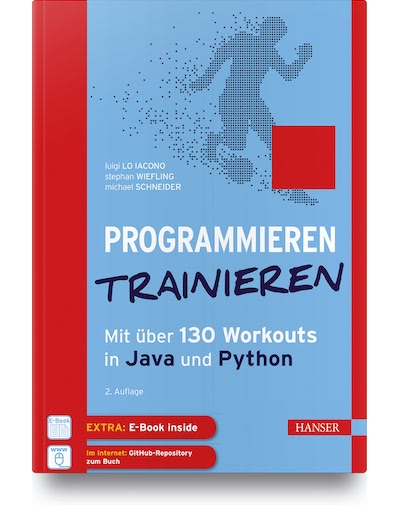 luigi LO IACONO
stephan WIEFLING
michael SCHNEIDER
PROGRAMMIEREN
TRAINIEREN
Mit über 130 Workouts
in Java und Python
2. Auflage
E-Book
EXTRA: E-Book inside
HANSER
www
Im Internet: GitHub-Repository
zum Buch